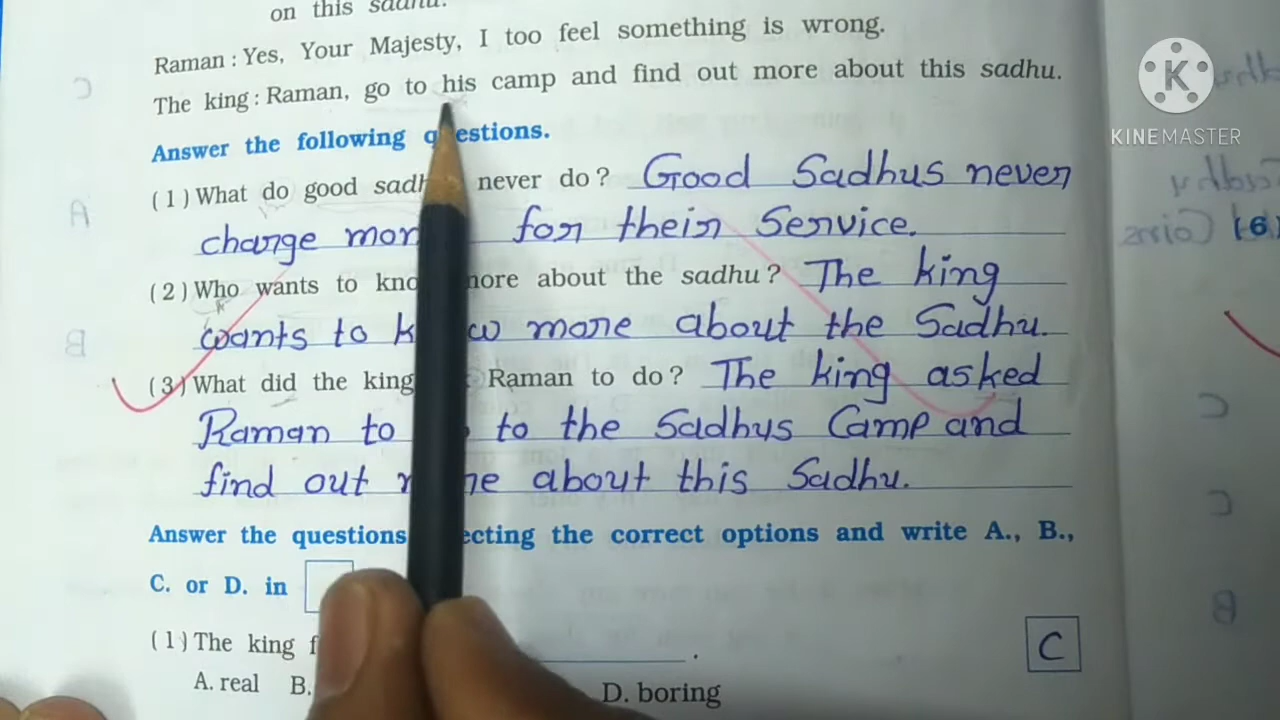 on this sadhu.
Raman : Yes, Your Majesty, I too feel something is wrong.
The king : Raman, go to his camp and find out more about this sadhu.
KINEMASTER
Answer the following questions.
(1) What do good never do? Good Sadhus never
charge for their Service.
(2) Who wants to more about the sadhu? The king
wants to more about the Sadhu.
(3) What did the king Raman to do? The king asked
Raman to to the Sadhus Camp and
find out about this Sadhu.
Answer the questions the correct options and write A., B.,
C. or D. in
(1) The king
C
A. real B. D. boring